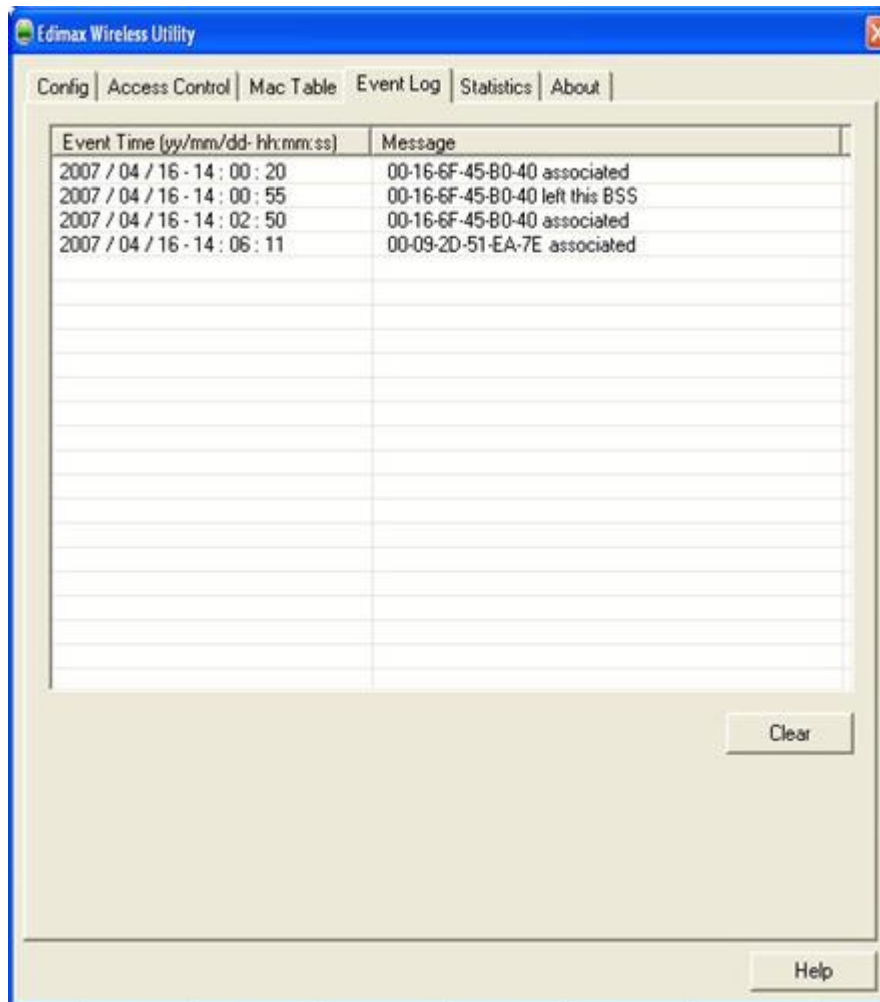 Edimax Wireless Utility
Config Access Control Mac Table Event Log Statistics About
Event Time (yy/mm/dd- hh:mm:ss) Message
2007 / 04 / 16 - 14 : 00 : 20 00-16-6F-45-B0-40 associated
2007 / 04 / 16 - 14 : 00 : 55 00-16-6F-45-B0-40 left this BSS
2007 / 04 / 16 - 14 : 02 : 50 00-16-6F-45-B0-40 associated
2007 / 04 / 16 - 14 : 06 : 11 00-09-2D-51-EA-7E associated
Clear
Help